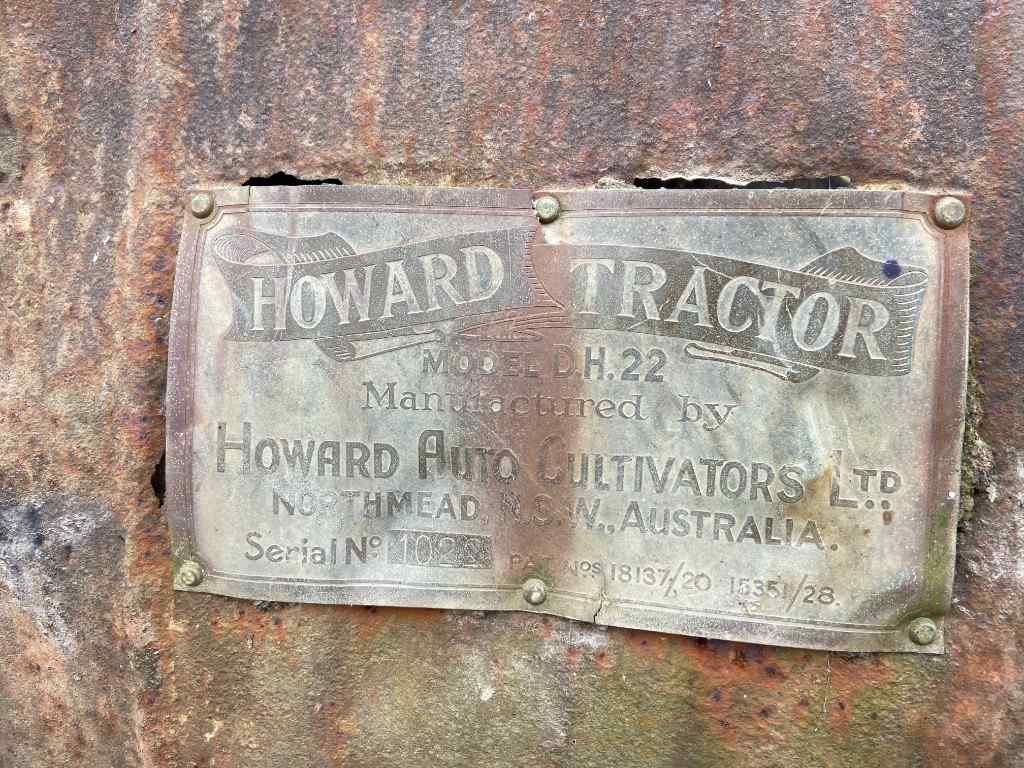 HOWARD TRACTOR
MODEL D.H.22
Manufactured by
HOWARD AUTO CULTIVATORS LTD.
NORTHMEAD, N.S.W., AUSTRALIA.
Serial No 1022 PAT. NOS 18137/20 15351/28.